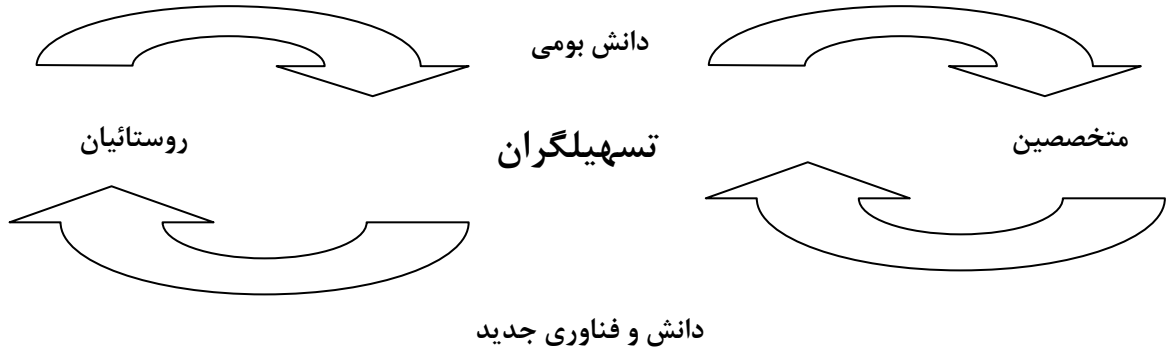 دانش بومی
متخصصین
تسهیلگران
روستائیان
دانش و فناوری جدید